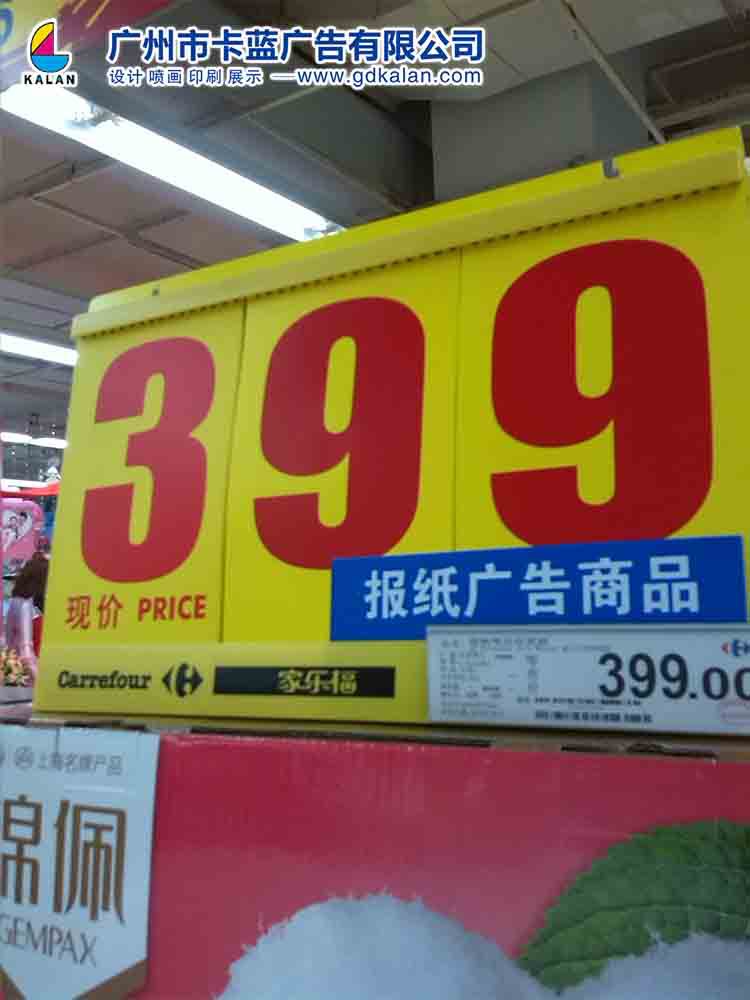 广州市卡蓝广告有限公司
KALAN
设计喷画印刷展示 —www.gdkalan.com
399
现价 PRICE
报纸广告商品
399.00
Carrefour 家乐福
上海名牌产品
锦佩
GEMPAX